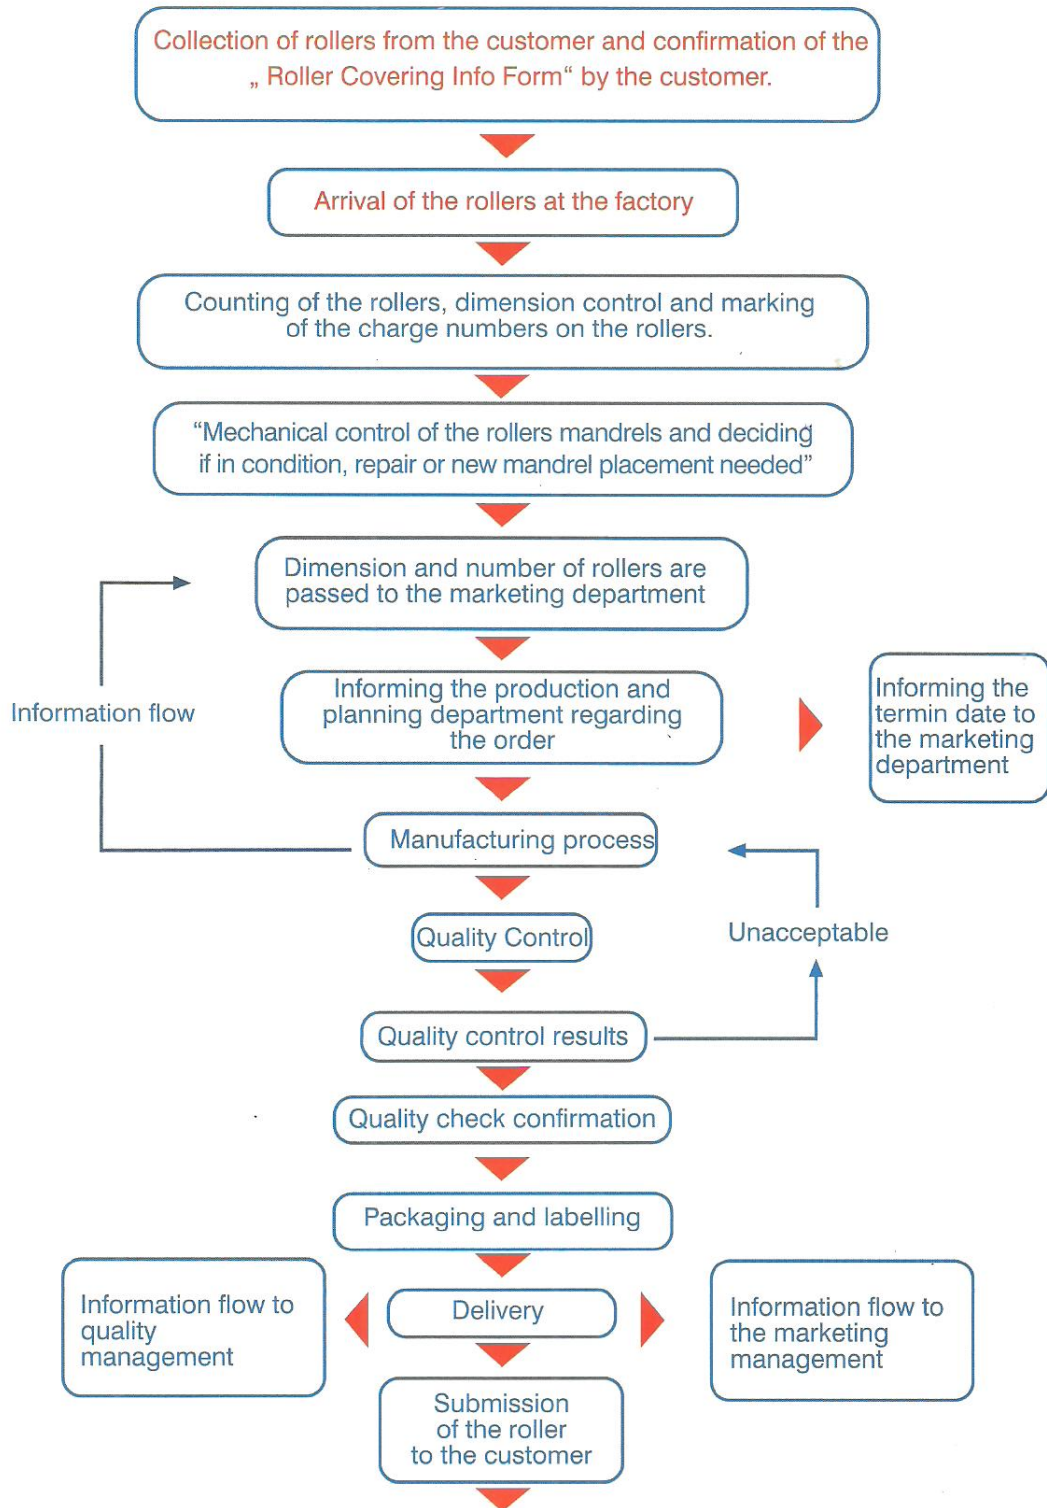 Collection of rollers from the customer and confirmation of the
„ Roller Covering Info Form“ by the customer.
Arrival of the rollers at the factory
Counting of the rollers, dimension control and marking
of the charge numbers on the rollers.
“Mechanical control of the rollers mandrels and deciding
if in condition, repair or new mandrel placement needed”
Dimension and number of rollers are
passed to the marketing department
Information flow
Informing the production and
planning department regarding
the order
Informing the
termin date to
the marketing
department
Manufacturing process
Quality Control
Unacceptable
Quality control results
Quality check confirmation
Packaging and labelling
Information flow to
quality
management
Delivery
Information flow to
the marketing
management
Submission
of the roller
to the customer